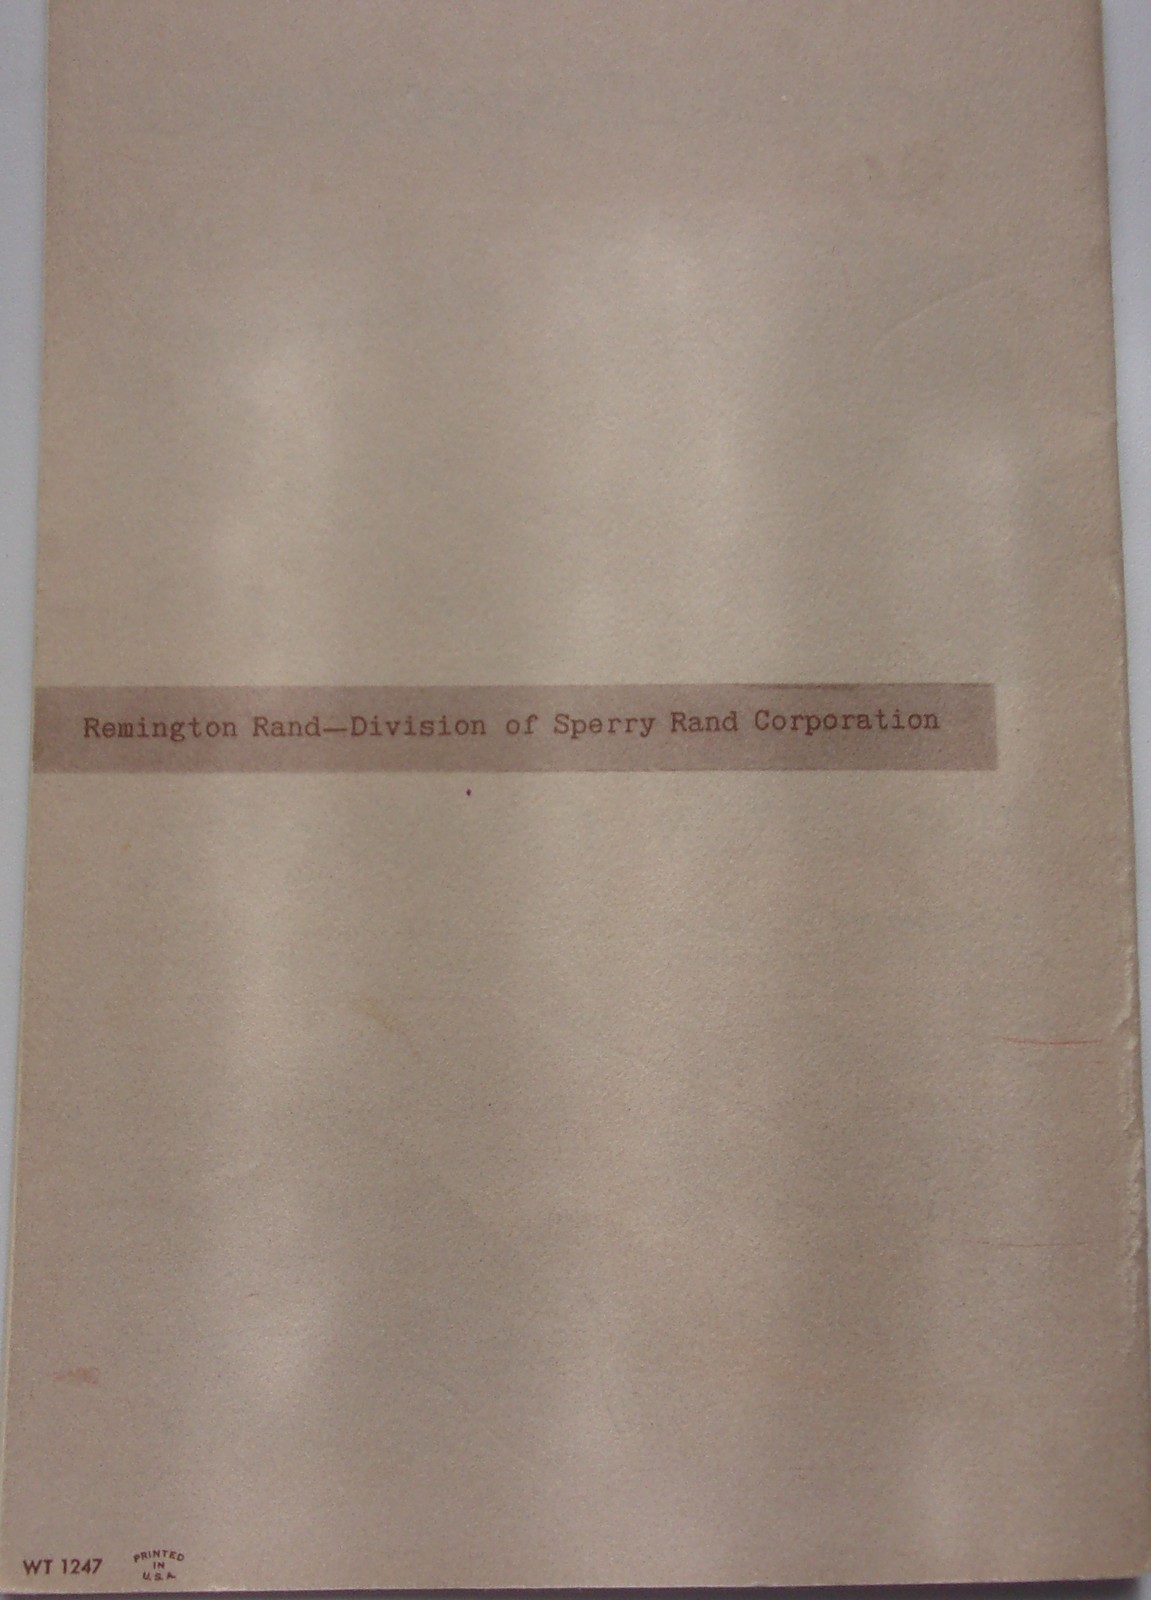 Remington Rand—Division of Sperry Rand Corporation
WT 1247
PRINTED
IN
U.S.A.